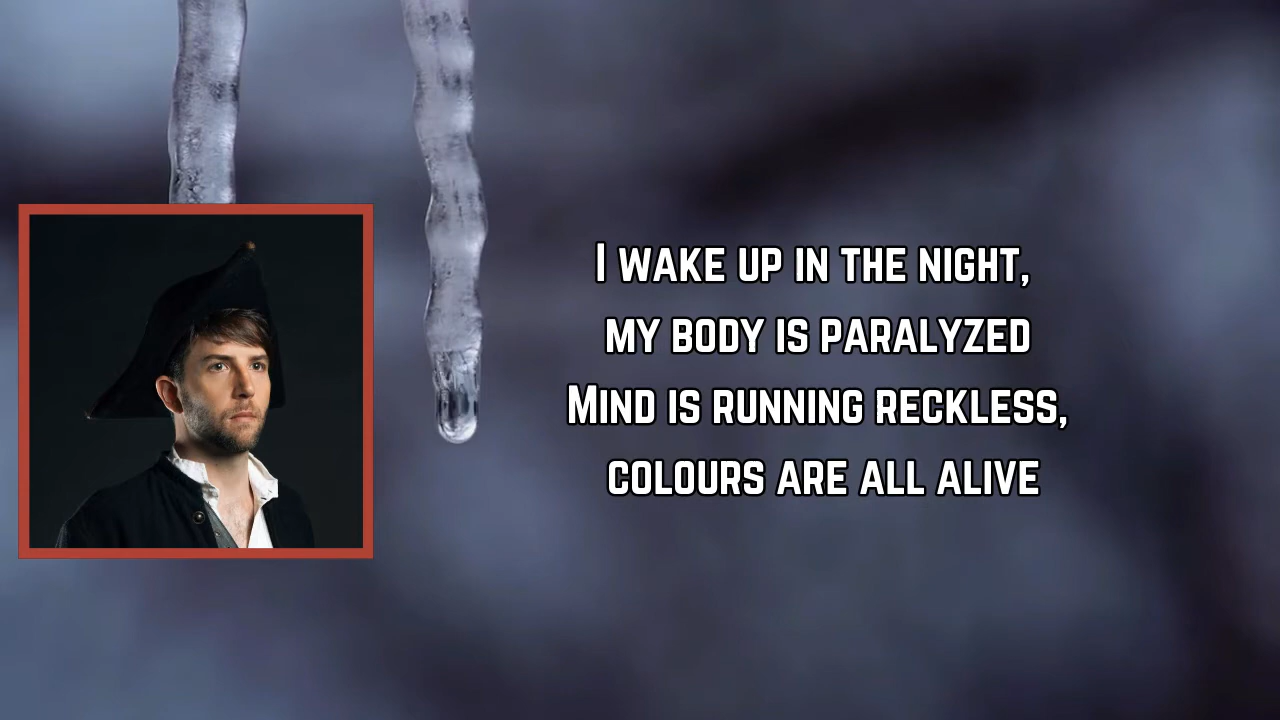 I WAKE UP IN THE NIGHT,
MY BODY IS PARALYZED
MIND IS RUNNING RECKLESS,
COLOURS ARE ALL ALIVE